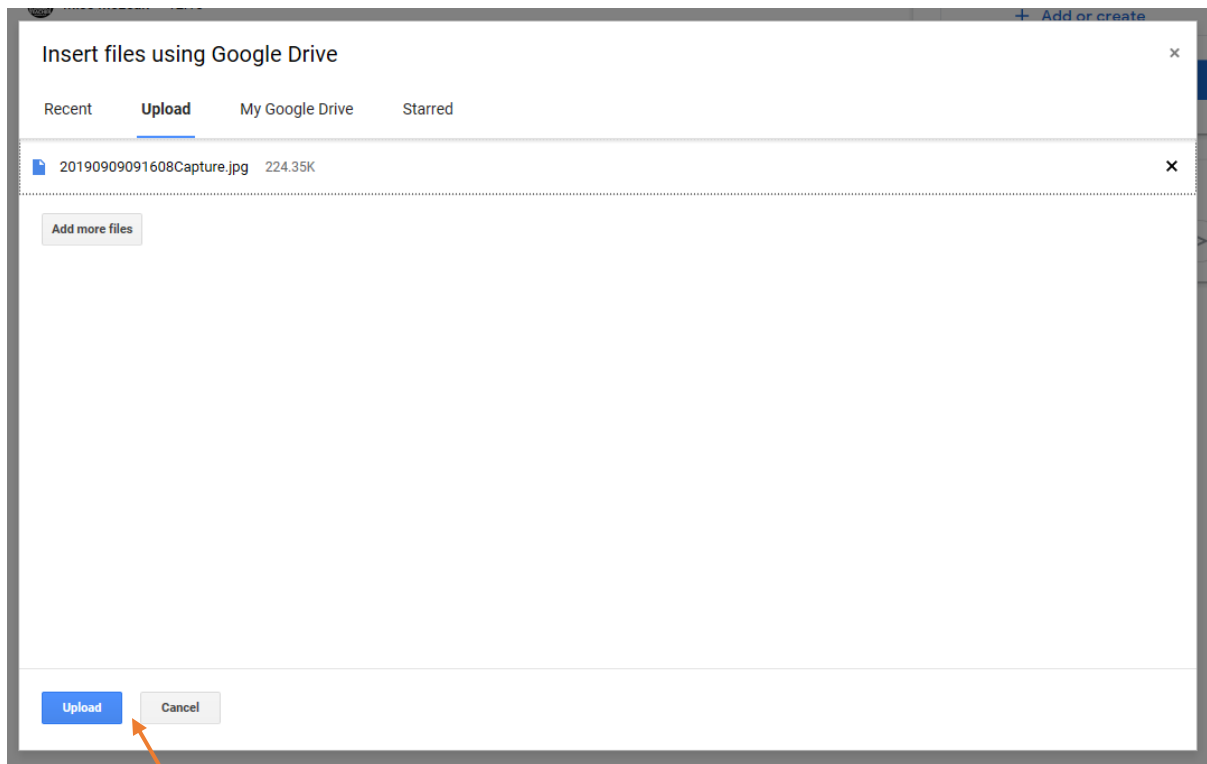 + Add or create
Insert files using Google Drive ×
Recent Upload My Google Drive Starred
20190909091608Capture.jpg 224.35K ×
Add more files
Upload Cancel